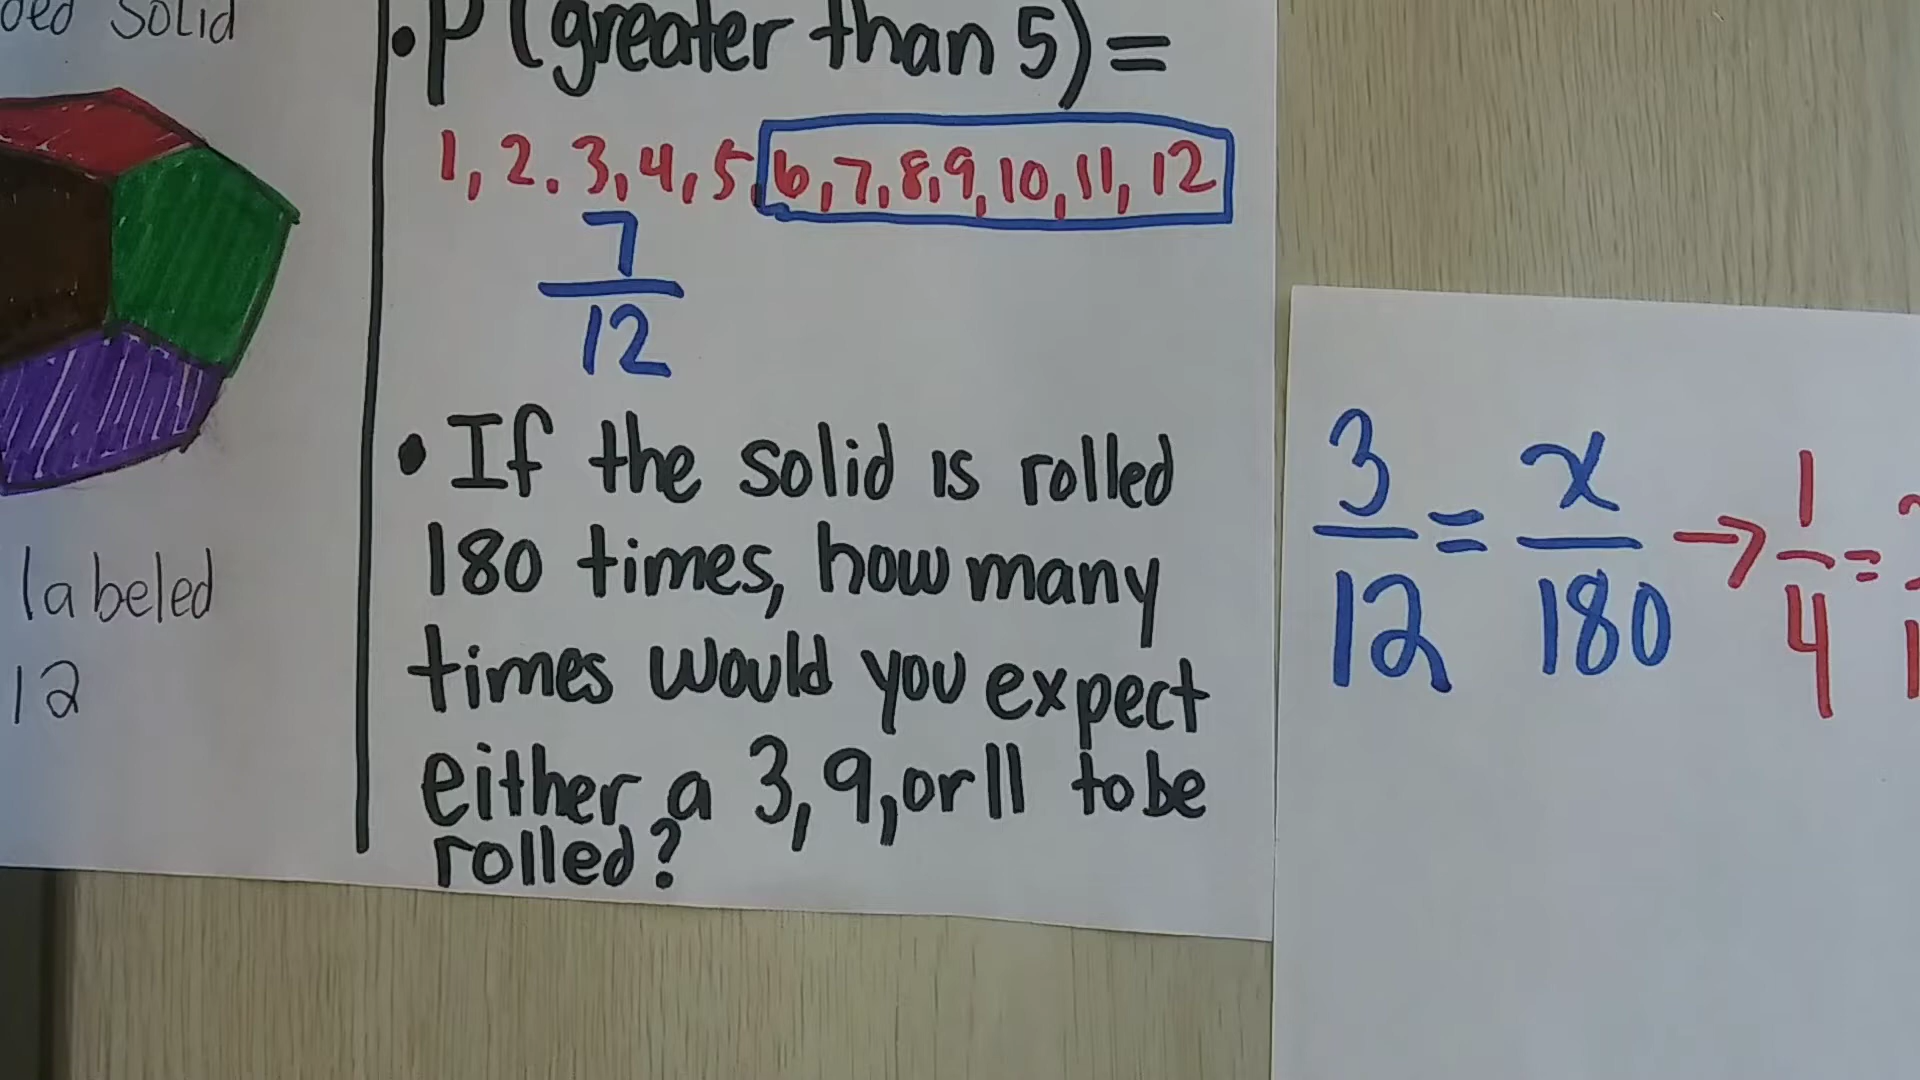 Solid
labeled
12
• P (greater than 5) =
1, 2. 3, 4, 5, 6, 7, 8, 9, 10, 11, 12
7
12
• If the solid is rolled
180 times, how many
times would you expect
either a 3, 9, or 11 to be
rolled?
3/12 = x/180 → 1/4 =